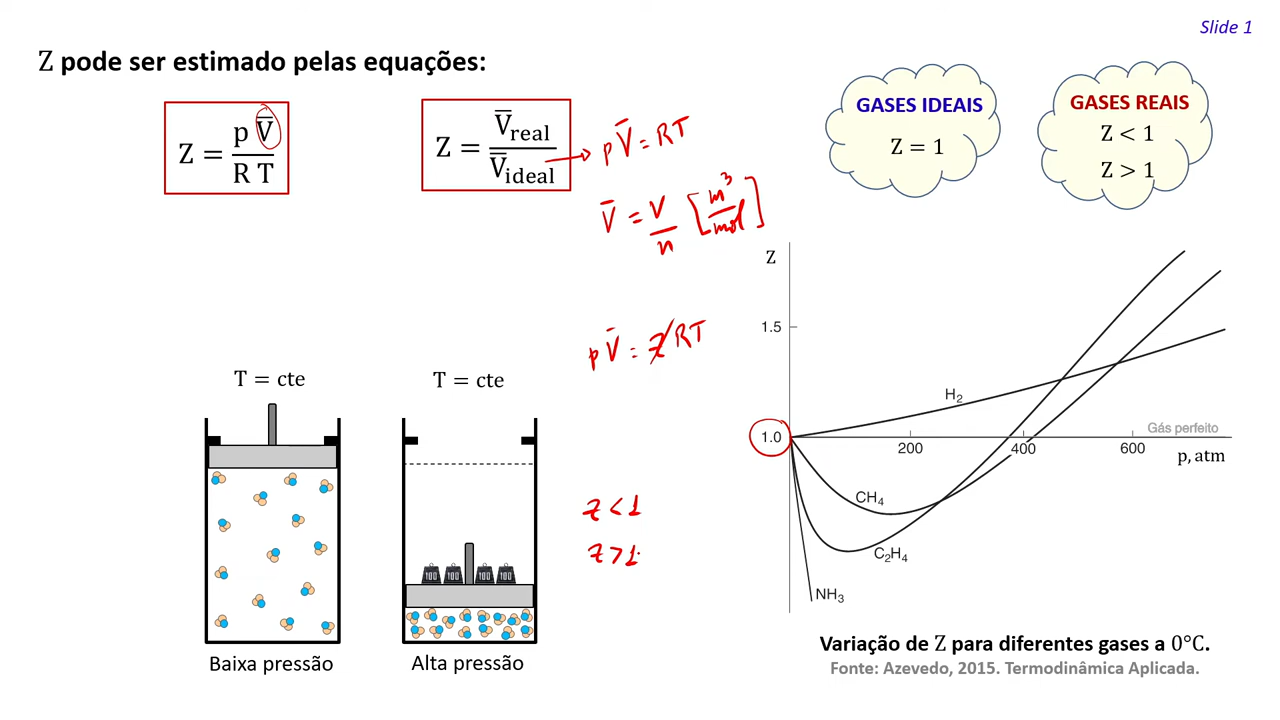 Slide 1
Z pode ser estimado pelas equações:
Z = p V̅ / R T
Z = V̅real / V̅ideal
→ pV̅ = RT
V̅ = V/n [m³/mol]
GASES IDEAIS
Z = 1
GASES REAIS
Z < 1
Z > 1
pV̅ = Z RT
T = cte
T = cte
100 100 100 100
Baixa pressão
Alta pressão
Z < 1
Z > 1
Z
1.5
1.0
H₂
Gás perfeito
200 400 600
p, atm
CH₄
C₂H₄
NH₃
Variação de Z para diferentes gases a 0°C.
Fonte: Azevedo, 2015. Termodinâmica Aplicada.